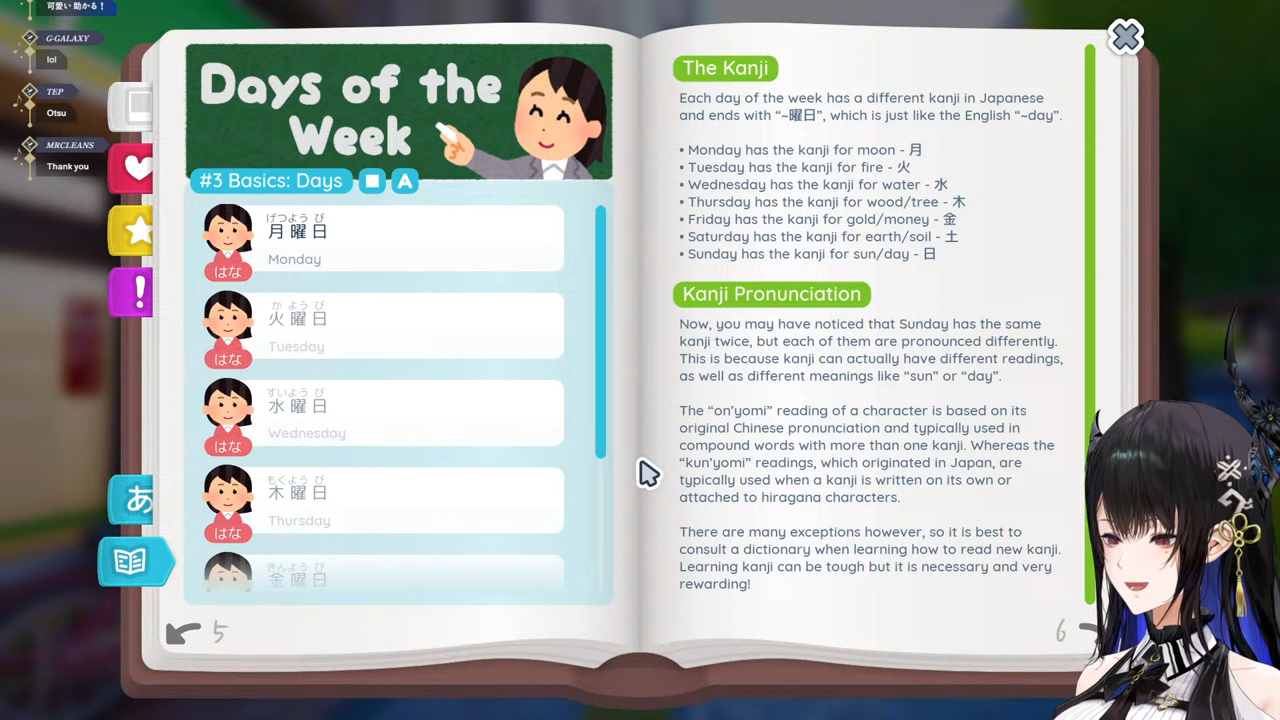 可愛い 助かる!
G-GALAXY
lol
TEP
Otsu
MRCLEANS
Thank you
Days of the
Week
#3 Basics: Days
A
げつよう び
月曜日
Monday
はな
か よう び
火曜日
Tuesday
はな
すいよう び
水曜日
Wednesday
はな
もくよう び
木曜日
Thursday
はな
きんよう び
金曜日
あ
5
The Kanji
Each day of the week has a different kanji in Japanese
and ends with “~曜日”, which is just like the English “~day”.
• Monday has the kanji for moon - 月
• Tuesday has the kanji for fire - 火
• Wednesday has the kanji for water - 水
• Thursday has the kanji for wood/tree - 木
• Friday has the kanji for gold/money - 金
• Saturday has the kanji for earth/soil - 土
• Sunday has the kanji for sun/day - 日
Kanji Pronunciation
Now, you may have noticed that Sunday has the same
kanji twice, but each of them are pronounced differently.
This is because kanji can actually have different readings,
as well as different meanings like “sun” or “day”.
The “on’yomi” reading of a character is based on its
original Chinese pronunciation and typically used in
compound words with more than one kanji. Whereas the
“kun’yomi” readings, which originated in Japan, are
typically used when a kanji is written on its own or
attached to hiragana characters.
There are many exceptions however, so it is best to
consult a dictionary when learning how to read new kanji.
Learning kanji can be tough but it is necessary and very
rewarding!
6